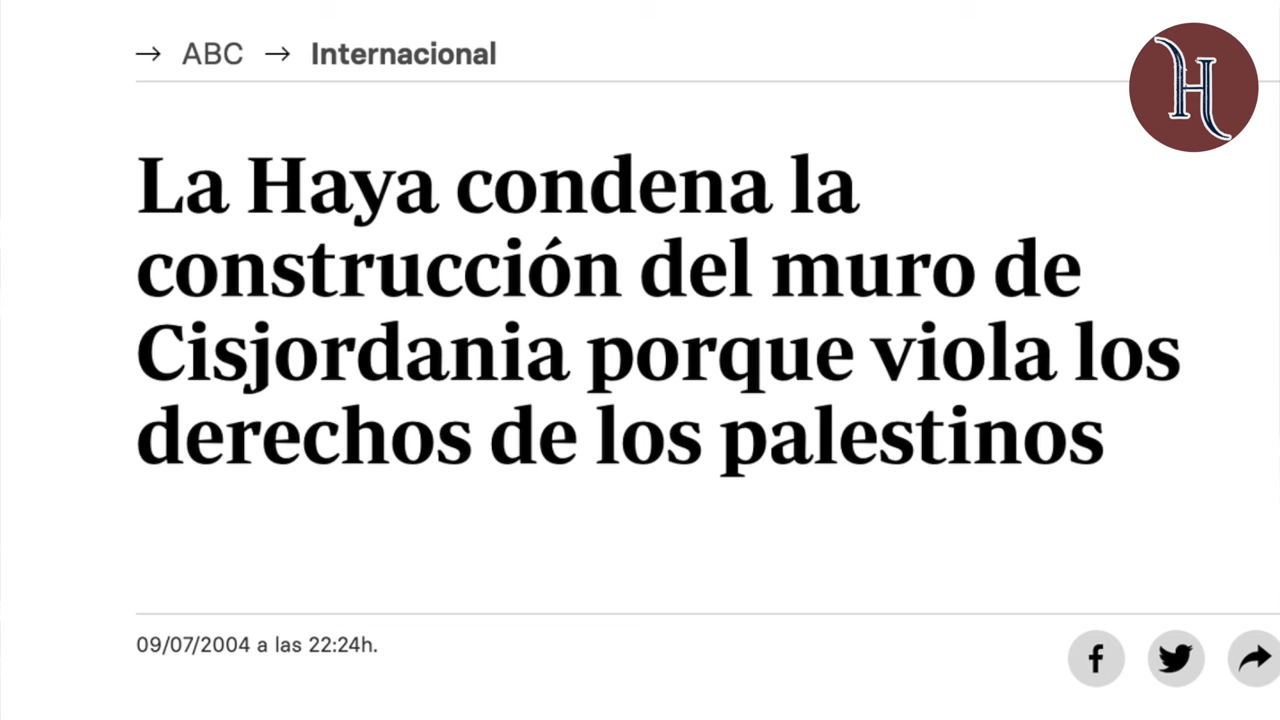 → ABC → Internacional
H
La Haya condena la
construcción del muro de
Cisjordania porque viola los
derechos de los palestinos
09/07/2004 a las 22:24h.